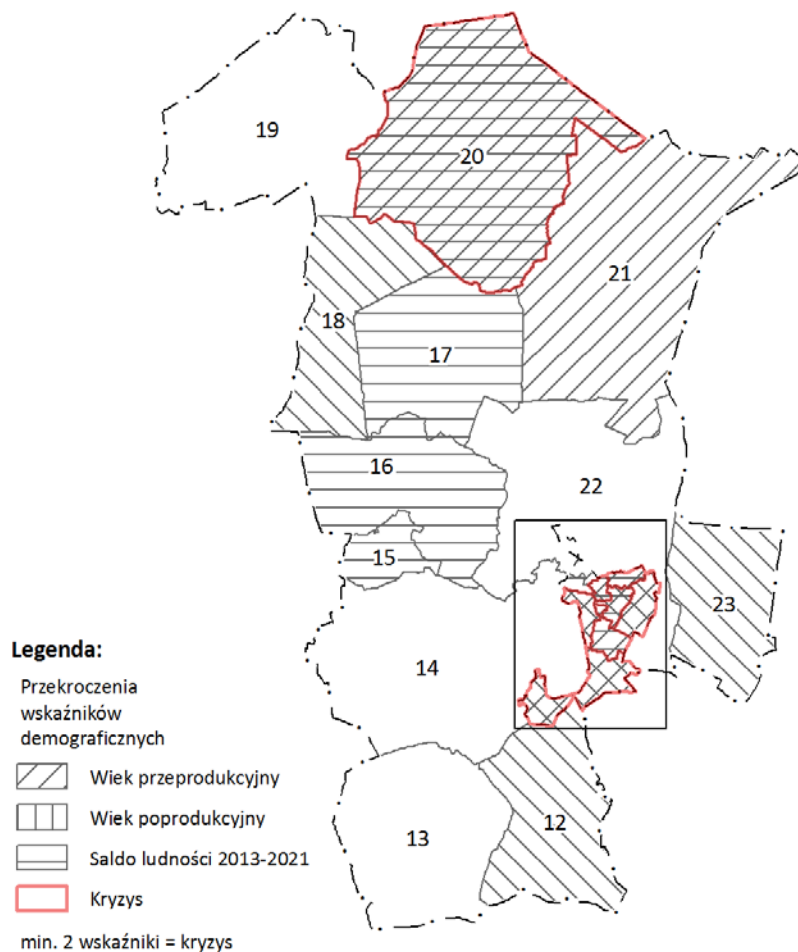 19
20
21
18
17
16
22
15
23
14
12
13
Legenda:
Przekroczenia
wskaźników
demograficznych
Wiek przeprodukcyjny
Wiek poprodukcyjny
Saldo ludności 2013-2021
Kryzys
min. 2 wskaźniki = kryzys